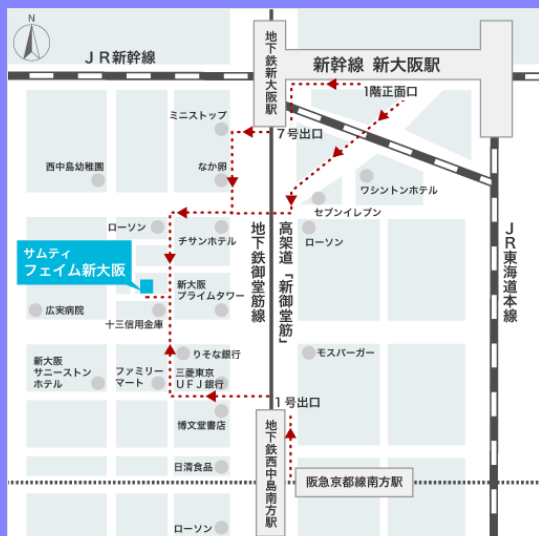 N
JR新幹線
地下鉄新大阪駅
新幹線 新大阪駅
1階正面口
ミニストップ
7号出口
西中島幼稚園
なか卯
ワシントンホテル
セブンイレブン
ローソン
チサンホテル
ローソン
地下鉄御堂筋線
高架道「新御堂筋」
JR東海道本線
サムティ
フェイム新大阪
新大阪
プライムタワー
広実病院
十三信用金庫
りそな銀行
モスバーガー
新大阪
サニーストン
ホテル
ファミリー
マート
三菱東京
UFJ銀行
1号出口
博文堂書店
地下鉄西中島南方駅
日清食品
阪急京都線南方駅
ローソン